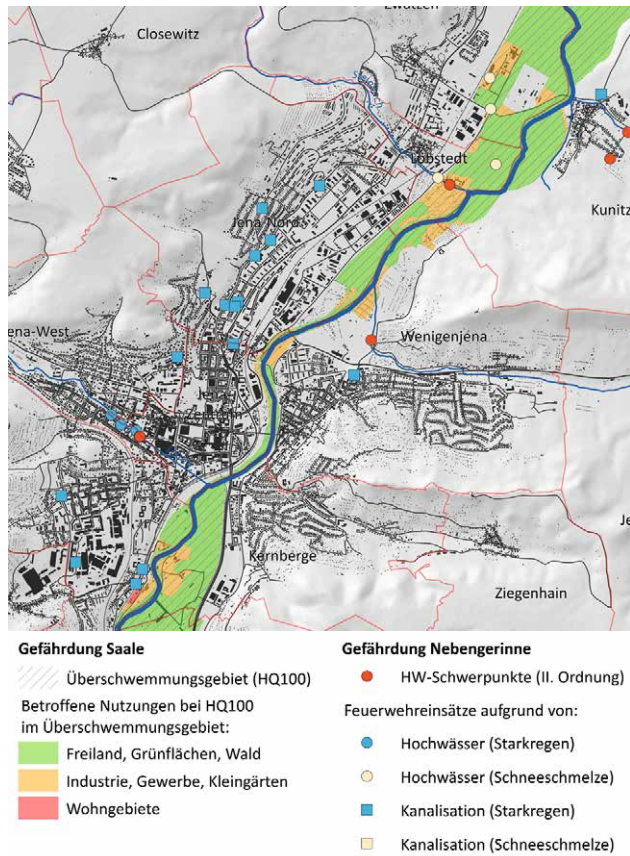 Zwätzen
Closewitz
Löbstedt
Jena-Nord
Kunitz
Wenigenjena
ena-West
Je
Kernberge
Ziegenhain
Gefährdung Saale
Überschwemmungsgebiet (HQ100)
Betroffene Nutzungen bei HQ100
im Überschwemmungsgebiet:
Freiland, Grünflächen, Wald
Industrie, Gewerbe, Kleingärten
Wohngebiete
Gefährdung Nebengerinne
HW-Schwerpunkte (II. Ordnung)
Feuerwehreinsätze aufgrund von:
Hochwässer (Starkregen)
Hochwässer (Schneeschmelze)
Kanalisation (Starkregen)
Kanalisation (Schneeschmelze)